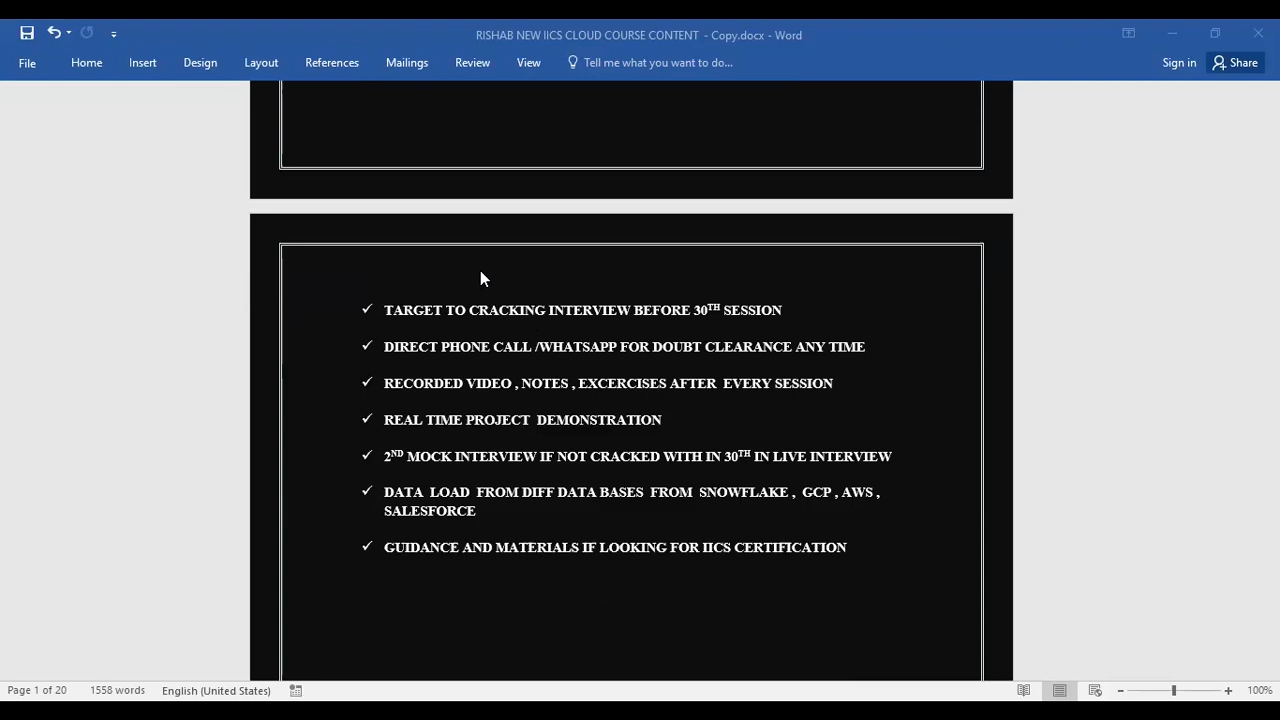 RISHAB NEW IICS CLOUD COURSE CONTENT - Copy.docx - Word
File Home Insert Design Layout References Mailings Review View Tell me what you want to do... Sign in Share
TARGET TO CRACKING INTERVIEW BEFORE 30TH SESSION
DIRECT PHONE CALL /WHATSAPP FOR DOUBT CLEARANCE ANY TIME
RECORDED VIDEO , NOTES , EXCERCISES AFTER EVERY SESSION
REAL TIME PROJECT DEMONSTRATION
2ND MOCK INTERVIEW IF NOT CRACKED WITH IN 30TH IN LIVE INTERVIEW
DATA LOAD FROM DIFF DATA BASES FROM SNOWFLAKE , GCP , AWS ,
SALESFORCE
GUIDANCE AND MATERIALS IF LOOKING FOR IICS CERTIFICATION
Page 1 of 20 1558 words English (United States) 100%